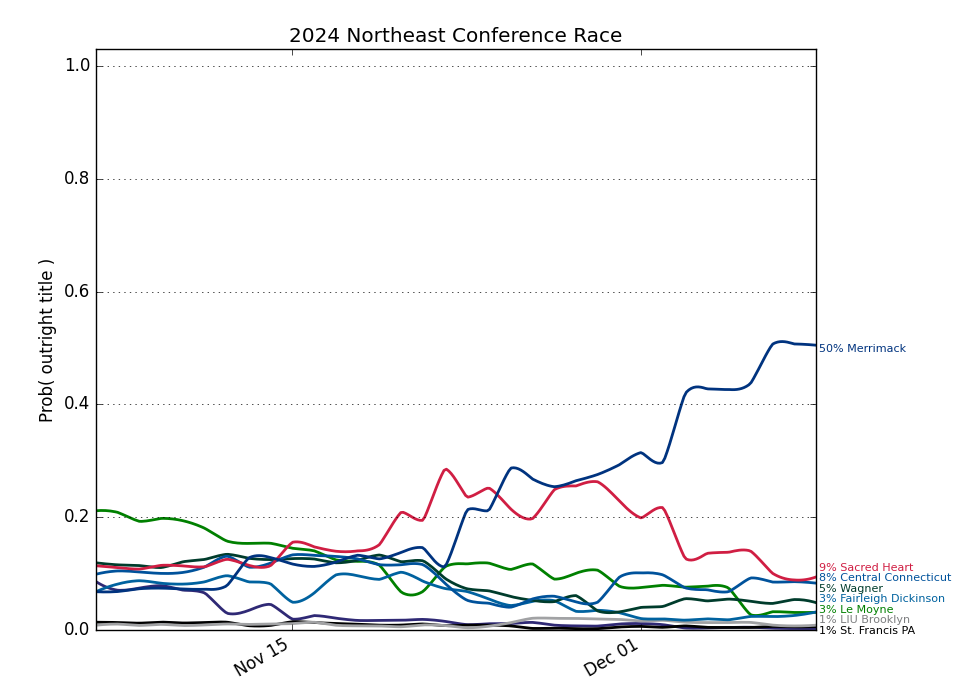 2024 Northeast Conference Race
Prob( outright title )
1.0
0.8
0.6
0.4
0.2
0.0
Nov 15
Dec 01
50% Merrimack
9% Sacred Heart
8% Central Connecticut
5% Wagner
3% Fairleigh Dickinson
3% Le Moyne
1% LIU Brooklyn
1% St. Francis PA